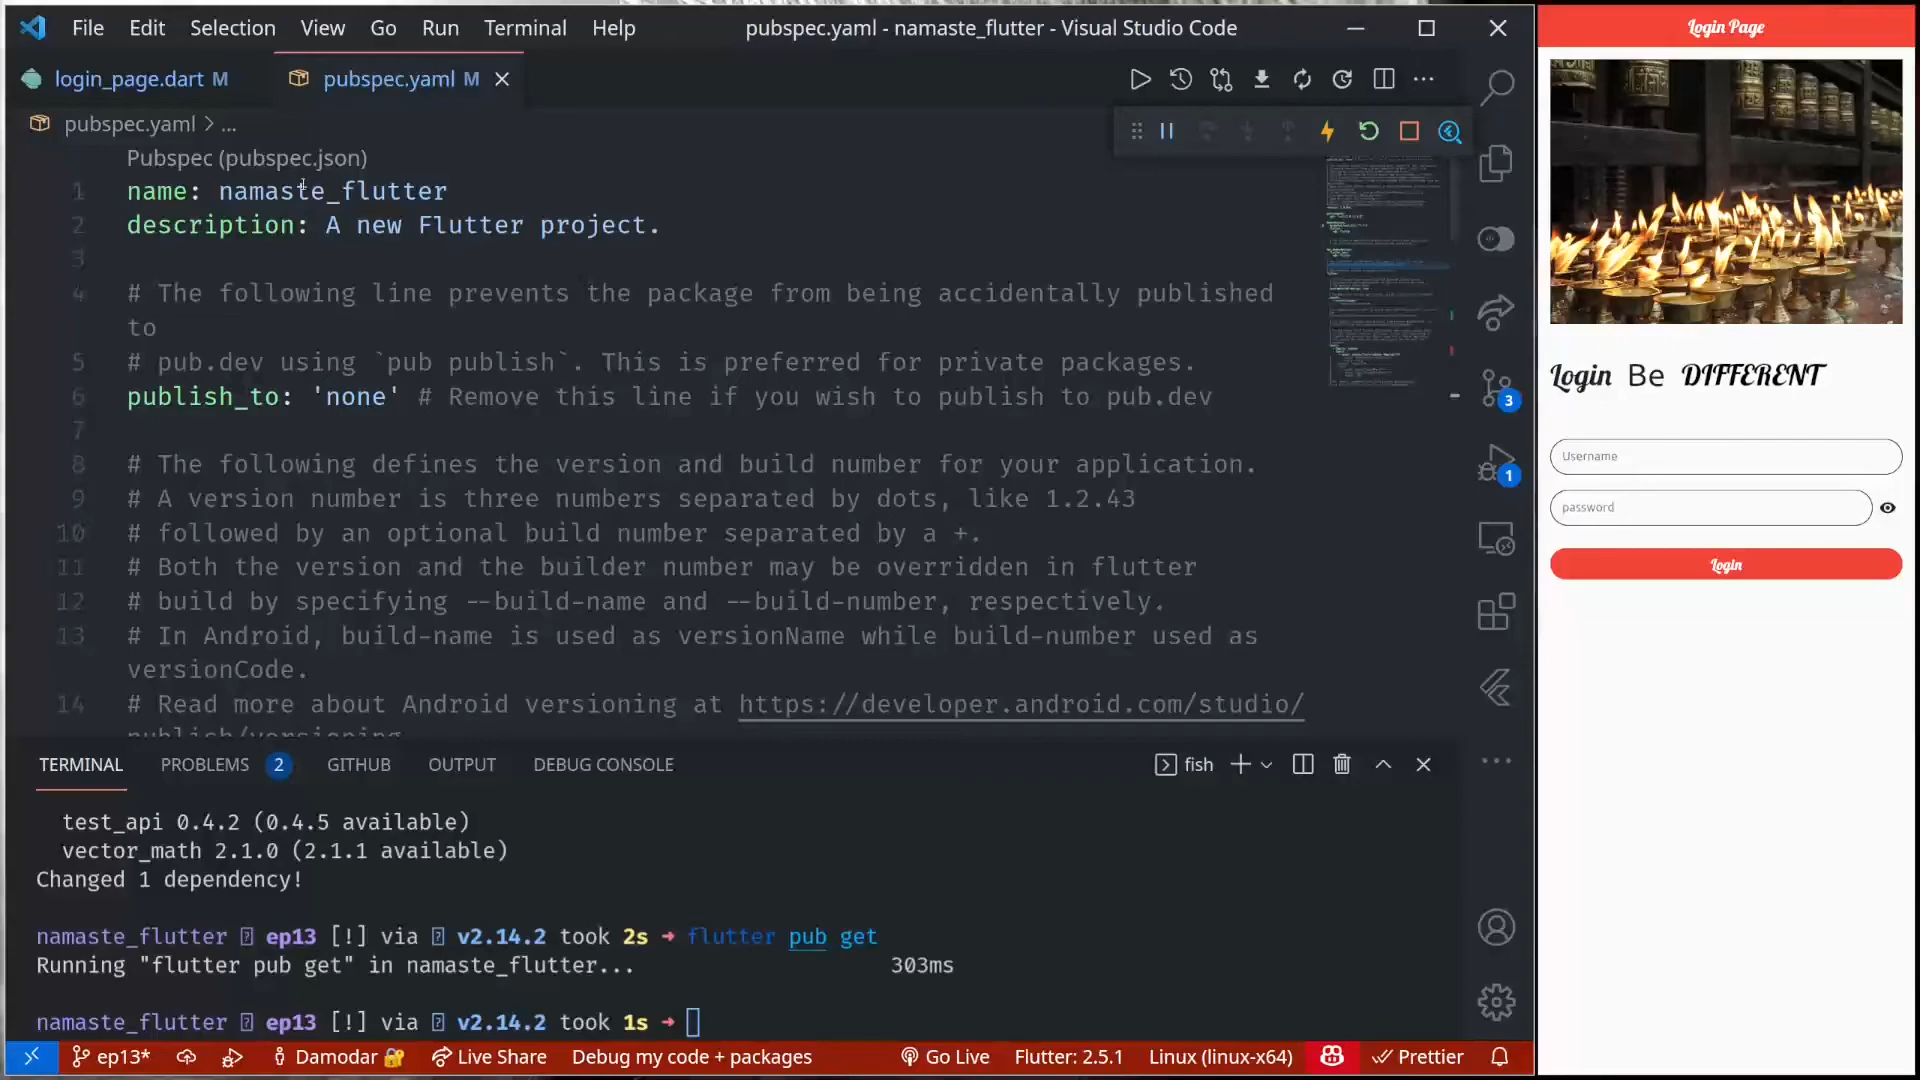 File Edit Selection View Go Run Terminal Help pubspec.yaml - namaste_flutter - Visual Studio Code
login_page.dart M pubspec.yaml M
pubspec.yaml > ...
Pubspec (pubspec.json)
1 name: namaste_flutter
2 description: A new Flutter project.
3
4 # The following line prevents the package from being accidentally published
to
5 # pub.dev using `pub publish`. This is preferred for private packages.
6 publish_to: 'none' # Remove this line if you wish to publish to pub.dev
7
8 # The following defines the version and build number for your application.
9 # A version number is three numbers separated by dots, like 1.2.43
10 # followed by an optional build number separated by a +.
11 # Both the version and the builder number may be overridden in flutter
12 # build by specifying --build-name and --build-number, respectively.
13 # In Android, build-name is used as versionName while build-number used as
versionCode.
14 # Read more about Android versioning at https://developer.android.com/studio/
publish/versioning
3
1
TERMINAL PROBLEMS 2 GITHUB OUTPUT DEBUG CONSOLE fish
test_api 0.4.2 (0.4.5 available)
vector_math 2.1.0 (2.1.1 available)
Changed 1 dependency!
namaste_flutter ep13 [!] via v2.14.2 took 2s → flutter pub get
Running "flutter pub get" in namaste_flutter... 303ms
namaste_flutter ep13 [!] via v2.14.2 took 1s →
ep13* Damodar Live Share Debug my code + packages Go Live Flutter: 2.5.1 Linux (linux-x64) Prettier
Login Page
Login Be DIFFERENT
Username
password
Login